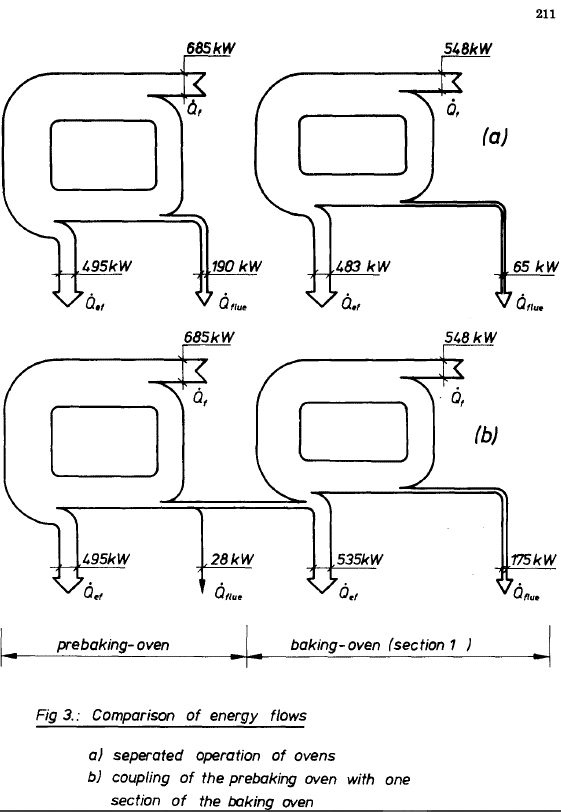 211
685kW
548kW
Q̇f
Q̇f
(a)
495kW
190 kW
483 kW
65 kW
Q̇ef
Q̇flue
Q̇ef
Q̇flue
685kW
548 kW
Q̇f
Q̇f
(b)
495kW
28kW
535kW
175kW
Q̇ef
Q̇flue
Q̇ef
Q̇flue
prebaking-oven
baking-oven (section 1 )
Fig 3.: Comparison of energy flows
a) seperated operation of ovens
b) coupling of the prebaking oven with one
section of the baking oven